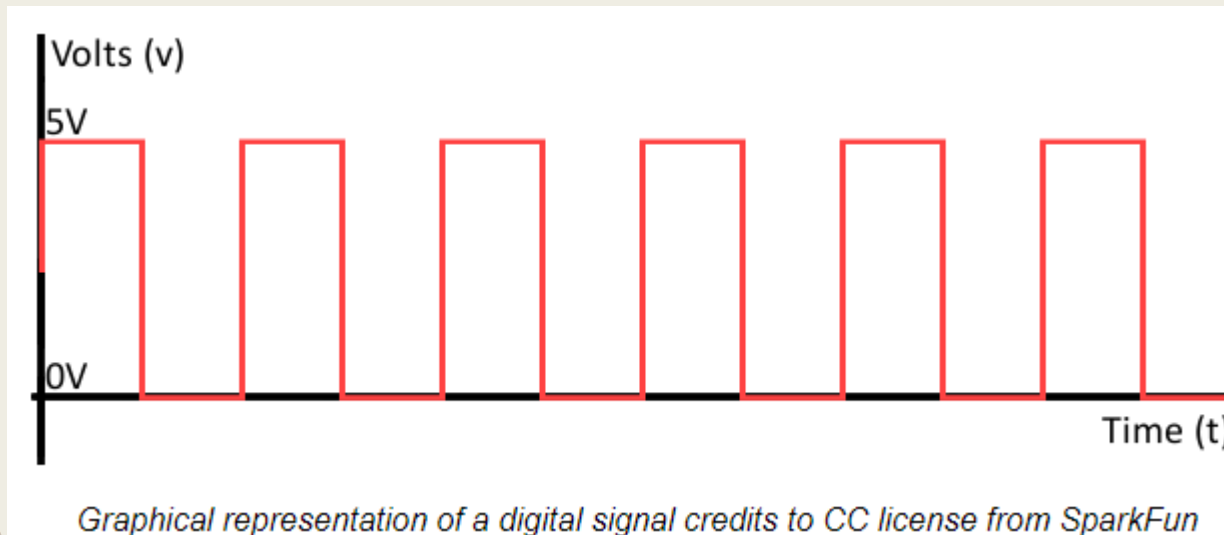 Volts (v)
5V
0V
Time (t)
Graphical representation of a digital signal credits to CC license from SparkFun